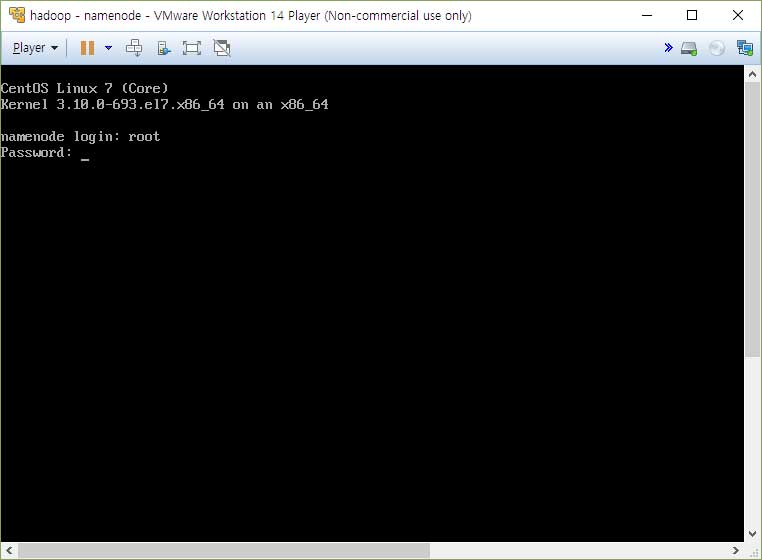 hadoop - namenode - VMware Workstation 14 Player (Non-commercial use only)
Player
CentOS Linux 7 (Core)
Kernel 3.10.0-693.el7.x86_64 on an x86_64
namenode login: root
Password: _